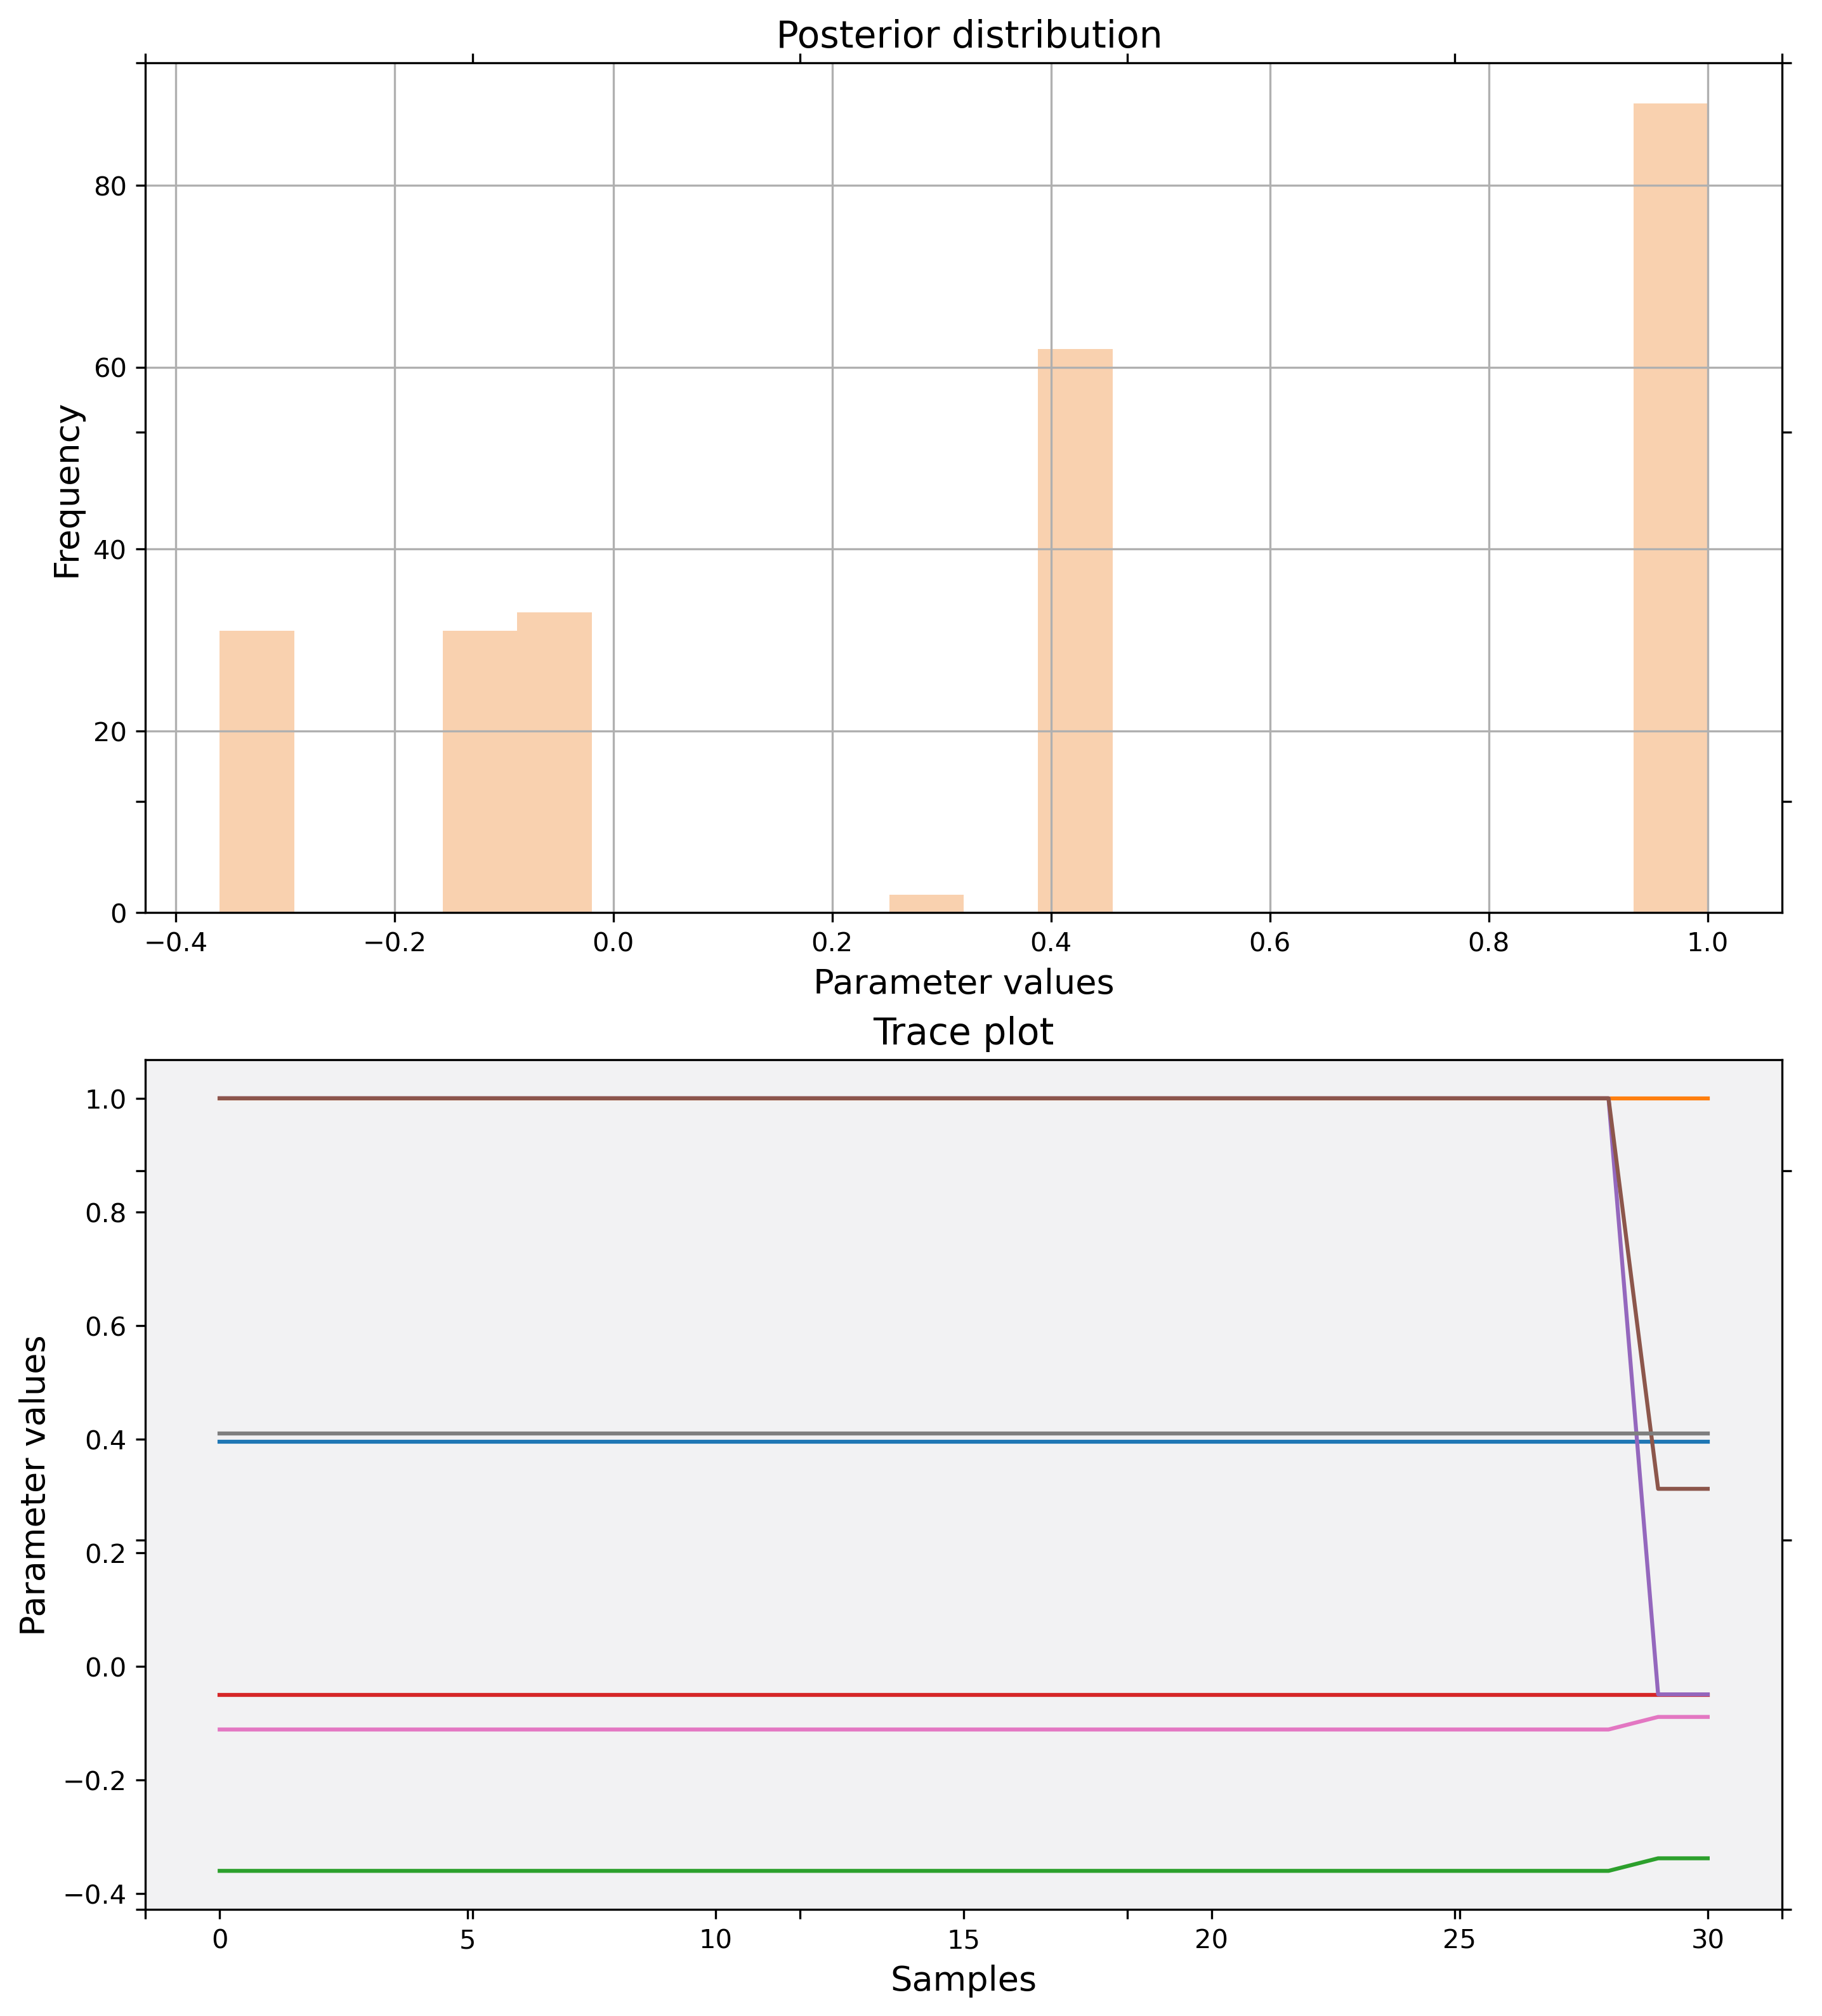 Posterior distribution
80
60
40
20
0
Frequency
−0.4 −0.2 0.0 0.2 0.4 0.6 0.8 1.0
Parameter values
Trace plot
1.0
0.8
0.6
0.4
0.2
0.0
−0.2
−0.4
Parameter values
0 5 10 15 20 25 30
Samples